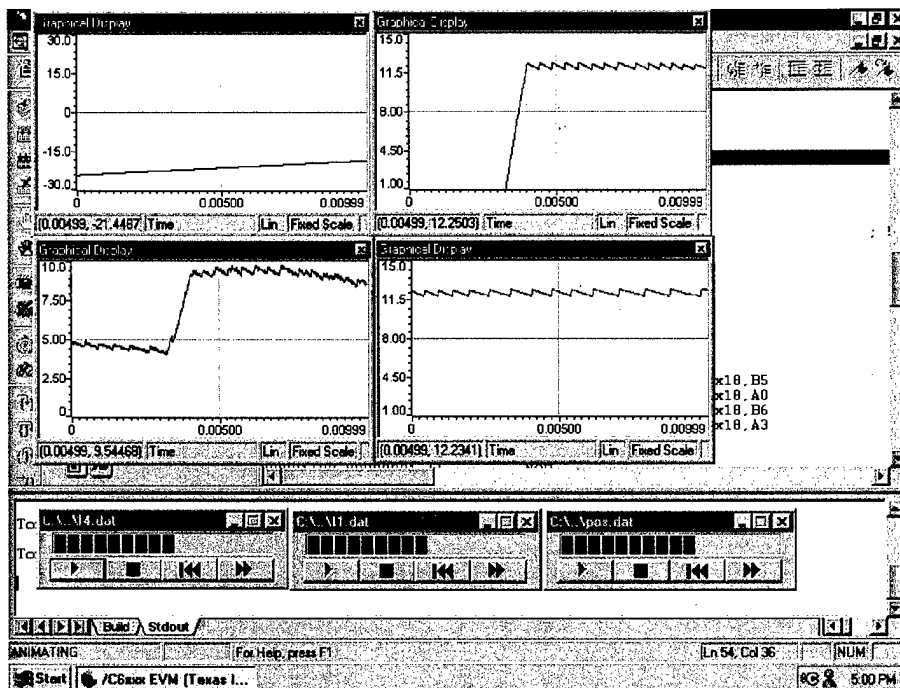 Graphical Display
30.0
15.0
0
-15.0
-30.0
0
0.00500
0.00999
(0.00499, -21.4487)
Time
Lin
Fixed Scale
Graphical Display
15.0
11.5
8.00
4.50
1.00
0
0.00500
0.00999
(0.00499, 12.2503)
Time
Lin
Fixed Scale
Graphical Display
10.0
7.50
5.00
2.50
0
0
0.00500
0.00999
(0.00499, 9.54468)
Time
Lin
Fixed Scale
Graphical Display
15.0
11.5
8.00
4.50
1.00
0
0.00500
0.00999
(0.00499, 12.2341)
Time
Lin
Fixed Scale
x18,B5
x18,A0
x18,B6
x18,A3
C:\..\I4.dat
C:\..\I1.dat
C:\..\pos.dat
Build
Stdout
ANIMATING
For Help, press F1
Ln 54, Col 36
NUM
Start
/C6xxx EVM (Texas I...
5:00 PM